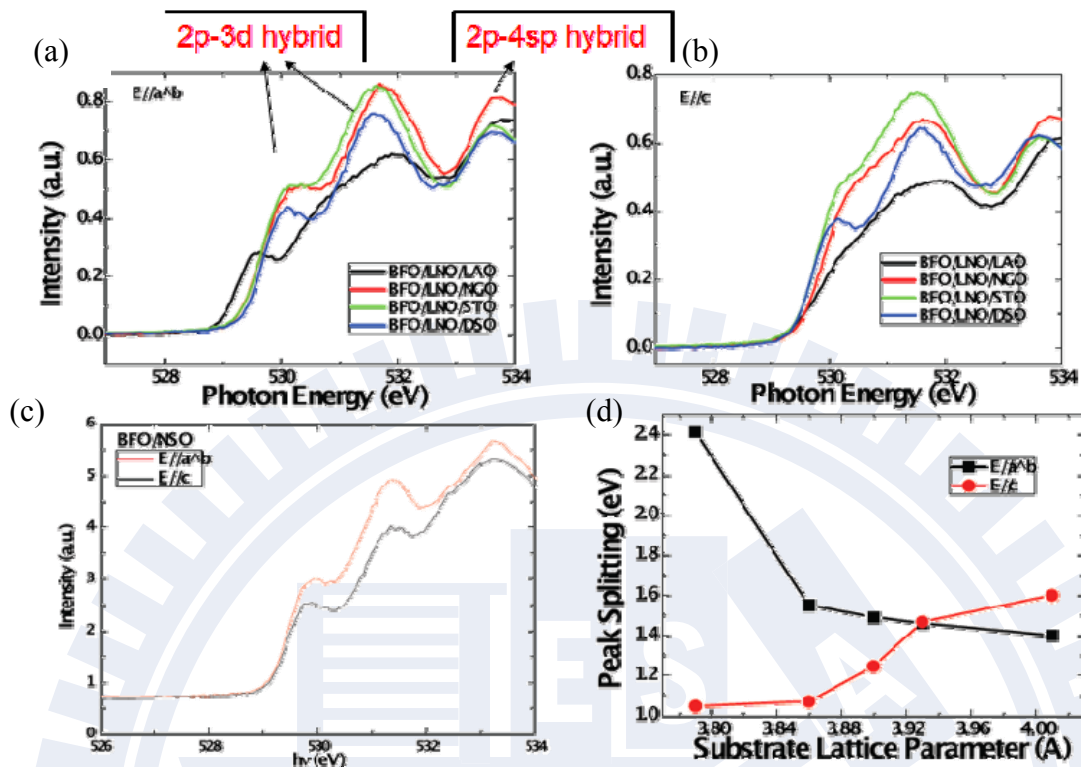 2p-3d hybrid
2p-4sp hybrid
(a)
E//a^b
0.8
0.6
0.4
0.2
0.0
Intensity (a.u.)
BFO/LNO/LAO
BFO/LNO/NGO
BFO/LNO/STO
BFO/LNO/DSO
528
530
532
534
Photon Energy (eV)
(b)
E//c
0.8
0.6
0.4
0.2
0.0
Intensity (a.u.)
BFO/LNO/LAO
BFO/LNO/NGO
BFO/LNO/STO
BFO/LNO/DSO
528
530
532
534
Photon Energy (eV)
(c)
BFO/NSO
E//a^b
E//c
6
5
4
3
2
1
0
Intensity (a.u.)
526
528
530
532
534
hν(eV)
(d)
2.4
2.2
2.0
1.8
1.6
1.4
1.2
1.0
Peak Splitting (eV)
E//a^b
E//c
3.80
3.84
3.88
3.92
3.96
4.00
Substrate Lattice Parameter (A)
E S A